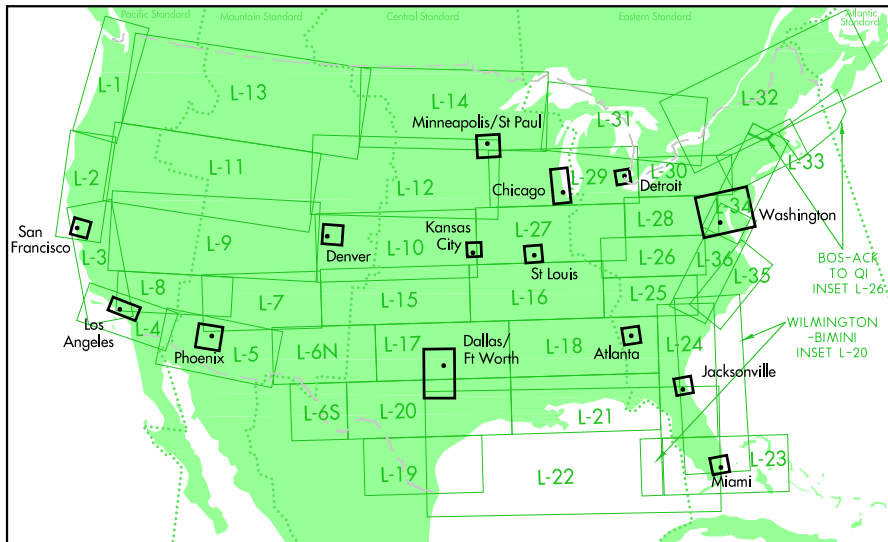 Pacific Standard
Mountain Standard
Central Standard
Eastern Standard
Atlantic
Standard
L-1
L-13
L-14
L-31
L-32
Minneapolis/St Paul
L-2
L-11
L-12
Chicago
L-29
Detroit
L-30
L-33
San
Francisco
L-3
L-9
Denver
L-10
Kansas
City
L-27
St Louis
L-28
L-34
Washington
L-26
L-36
L-35
BOS-ACK
TO QI
INSET L-26
L-8
L-7
L-15
L-16
L-25
Los
Angeles
L-4
Phoenix
L-5
L-6N
L-17
Dallas/
Ft Worth
L-18
Atlanta
L-24
WILMINGTON
-BIMINI
INSET L-20
Jacksonville
L-6S
L-20
L-21
L-19
L-22
L-23
Miami